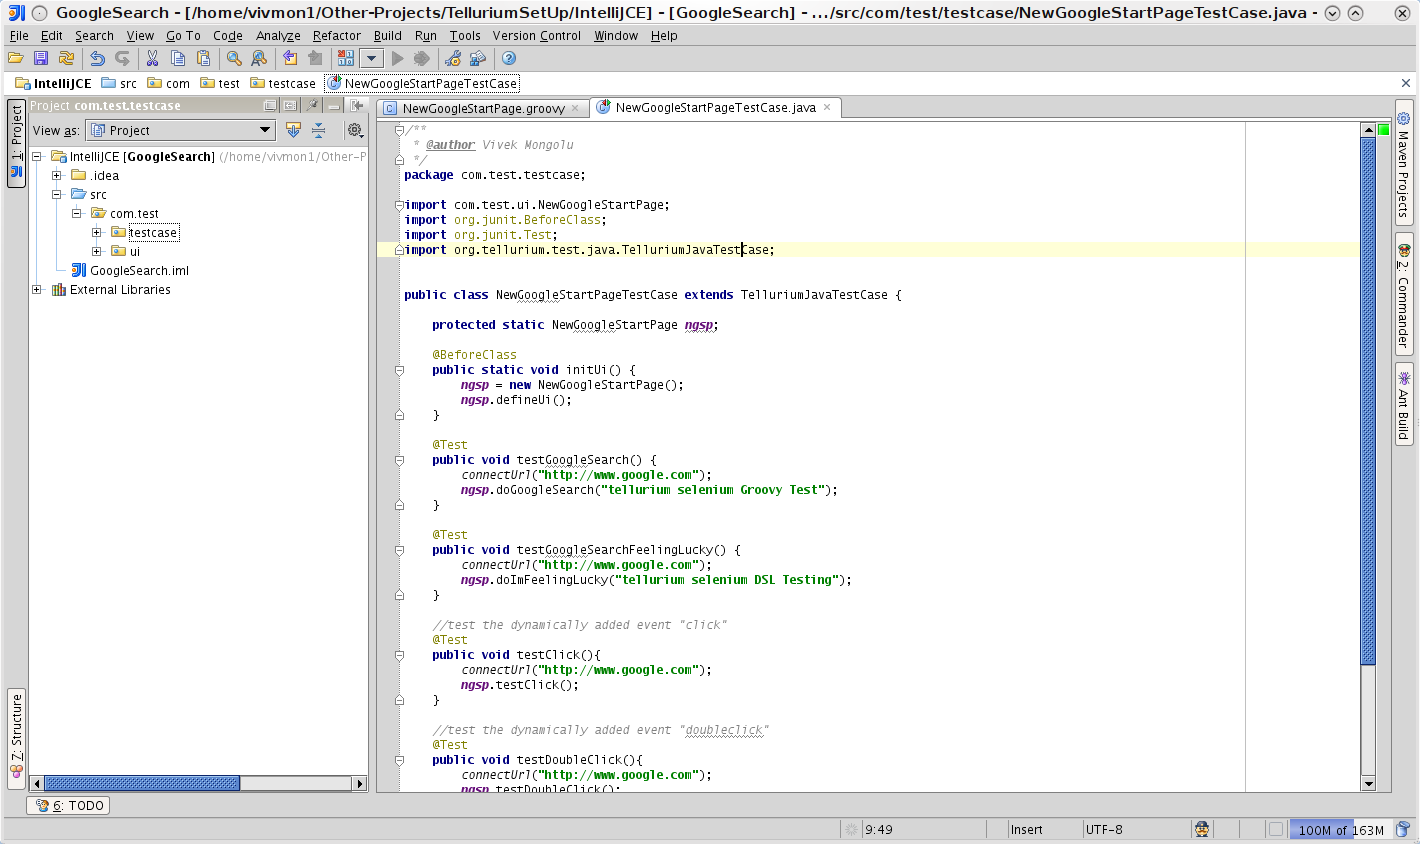 GoogleSearch - [/home/vivmon1/Other-Projects/TelluriumSetUp/IntelliJCE] - [GoogleSearch] - .../src/com/test/testcase/NewGoogleStartPageTestCase.java -
File Edit Search View Go To Code Analyze Refactor Build Run Tools Version Control Window Help
IntelliJCE src com test testcase NewGoogleStartPageTestCase
Project com.test.testcase
View as: Project
IntelliJCE [GoogleSearch] (/home/vivmon1/Other-P
.idea
src
com.test
testcase
ui
GoogleSearch.iml
External Libraries
1: Project
7: Structure
NewGoogleStartPage.groovy NewGoogleStartPageTestCase.java
/**
* @author Vivek Mongolu
*/
package com.test.testcase;
import com.test.ui.NewGoogleStartPage;
import org.junit.BeforeClass;
import org.junit.Test;
import org.tellurium.test.java.TelluriumJavaTestCase;
public class NewGoogleStartPageTestCase extends TelluriumJavaTestCase {
protected static NewGoogleStartPage ngsp;
@BeforeClass
public static void initUi() {
ngsp = new NewGoogleStartPage();
ngsp.defineUi();
}
@Test
public void testGoogleSearch() {
connectUrl("http://www.google.com");
ngsp.doGoogleSearch("tellurium selenium Groovy Test");
}
@Test
public void testGoogleSearchFeelingLucky() {
connectUrl("http://www.google.com");
ngsp.doImFeelingLucky("tellurium selenium DSL Testing");
}
//test the dynamically added event "click"
@Test
public void testClick(){
connectUrl("http://www.google.com");
ngsp.testClick();
}
//test the dynamically added event "doubleclick"
@Test
public void testDoubleClick(){
connectUrl("http://www.google.com");
ngsp.testDoubleClick();
Maven Projects
2: Commander
Ant Build
6: TODO
9:49 Insert UTF-8 100M of 163M